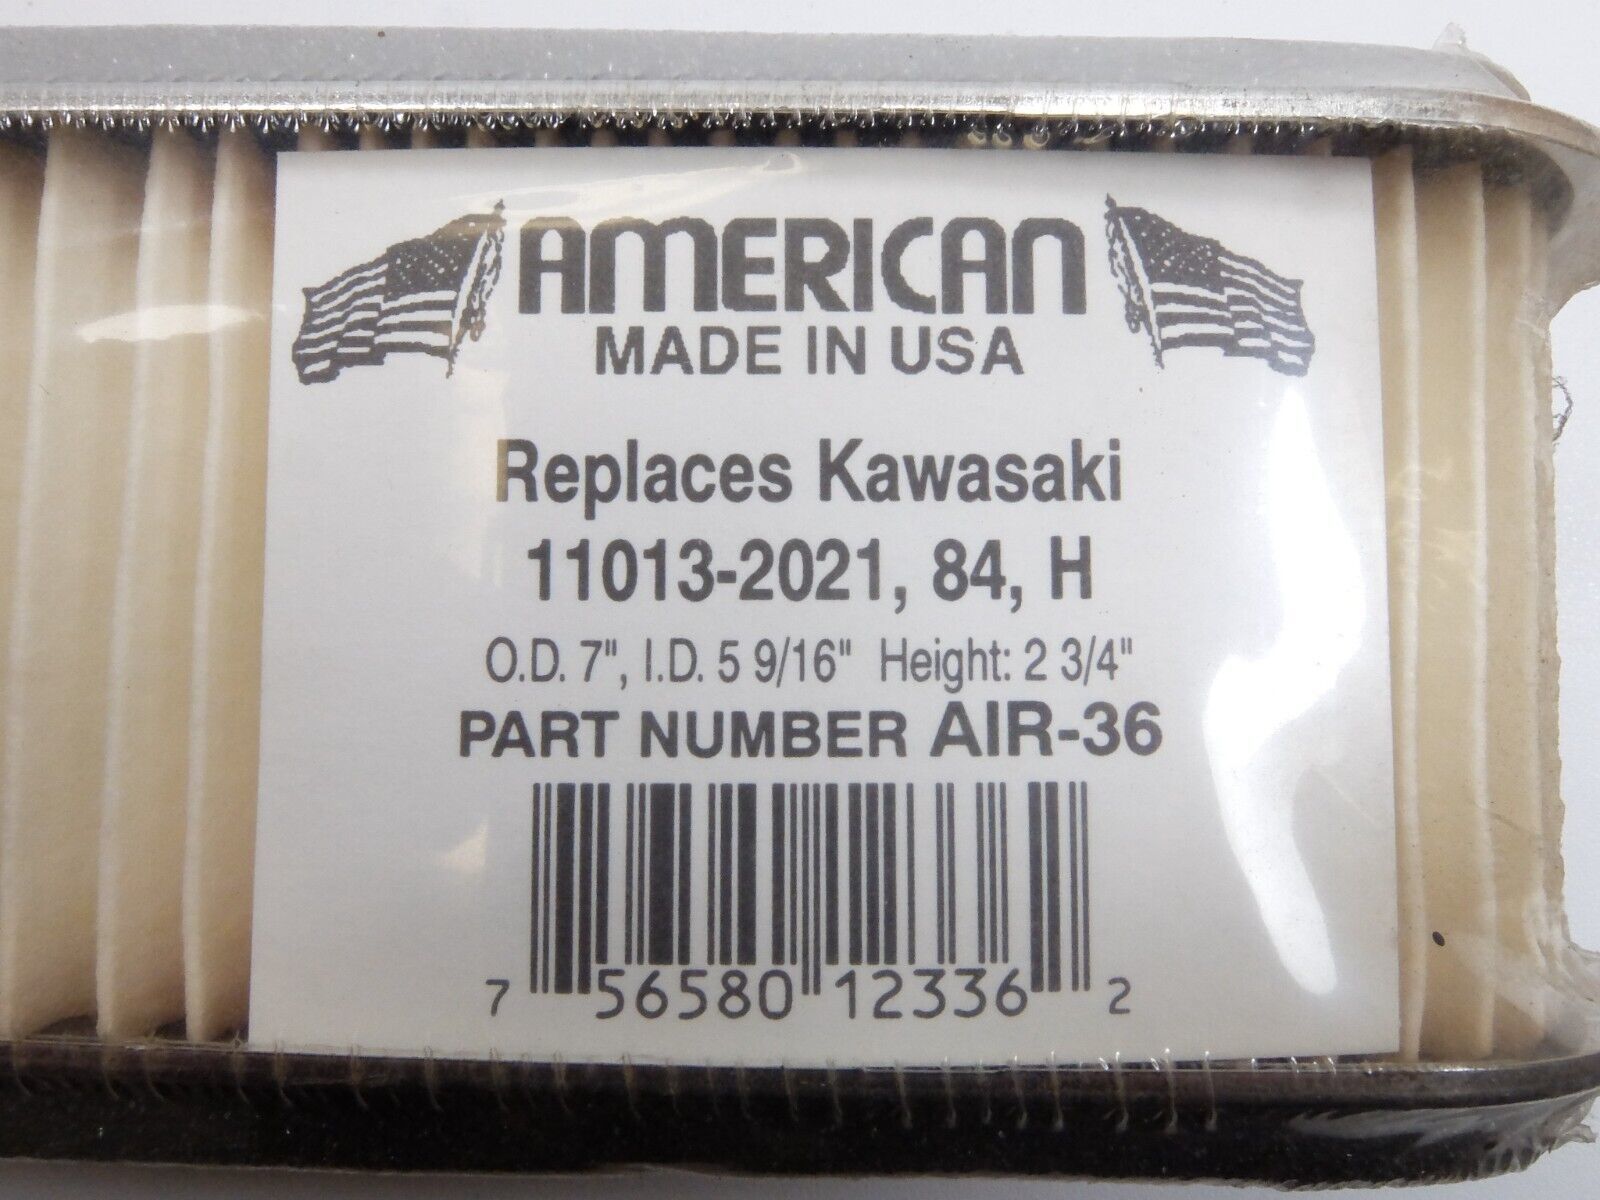 AMERICAN
MADE IN USA
Replaces Kawasaki
11013-2021, 84, H
O.D. 7", I.D. 5 9/16" Height: 2 3/4"
PART NUMBER AIR-36
7 56580 12336 2